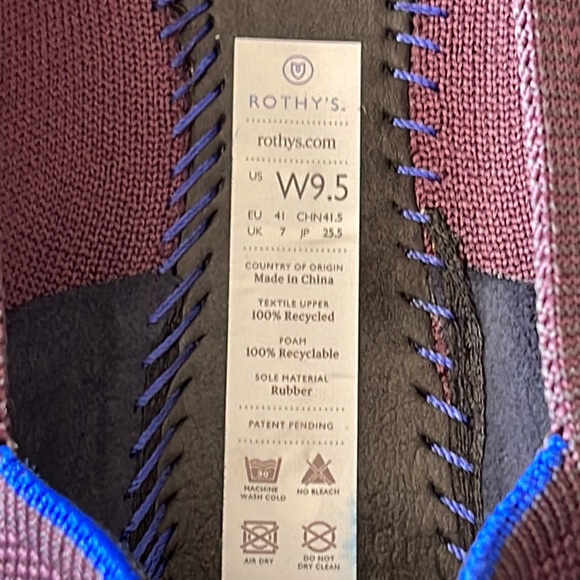 ROTHY'S.
rothys.com
US W9.5
EU 41 CHN41.5
UK 7 JP 25.5
COUNTRY OF ORIGIN
Made in China
TEXTILE UPPER
100% Recycled
FOAM
100% Recyclable
SOLE MATERIAL
Rubber
PATENT PENDING
30
MACHINE WASH COLD
NO BLEACH
AIR DRY
DO NOT DRY CLEAN